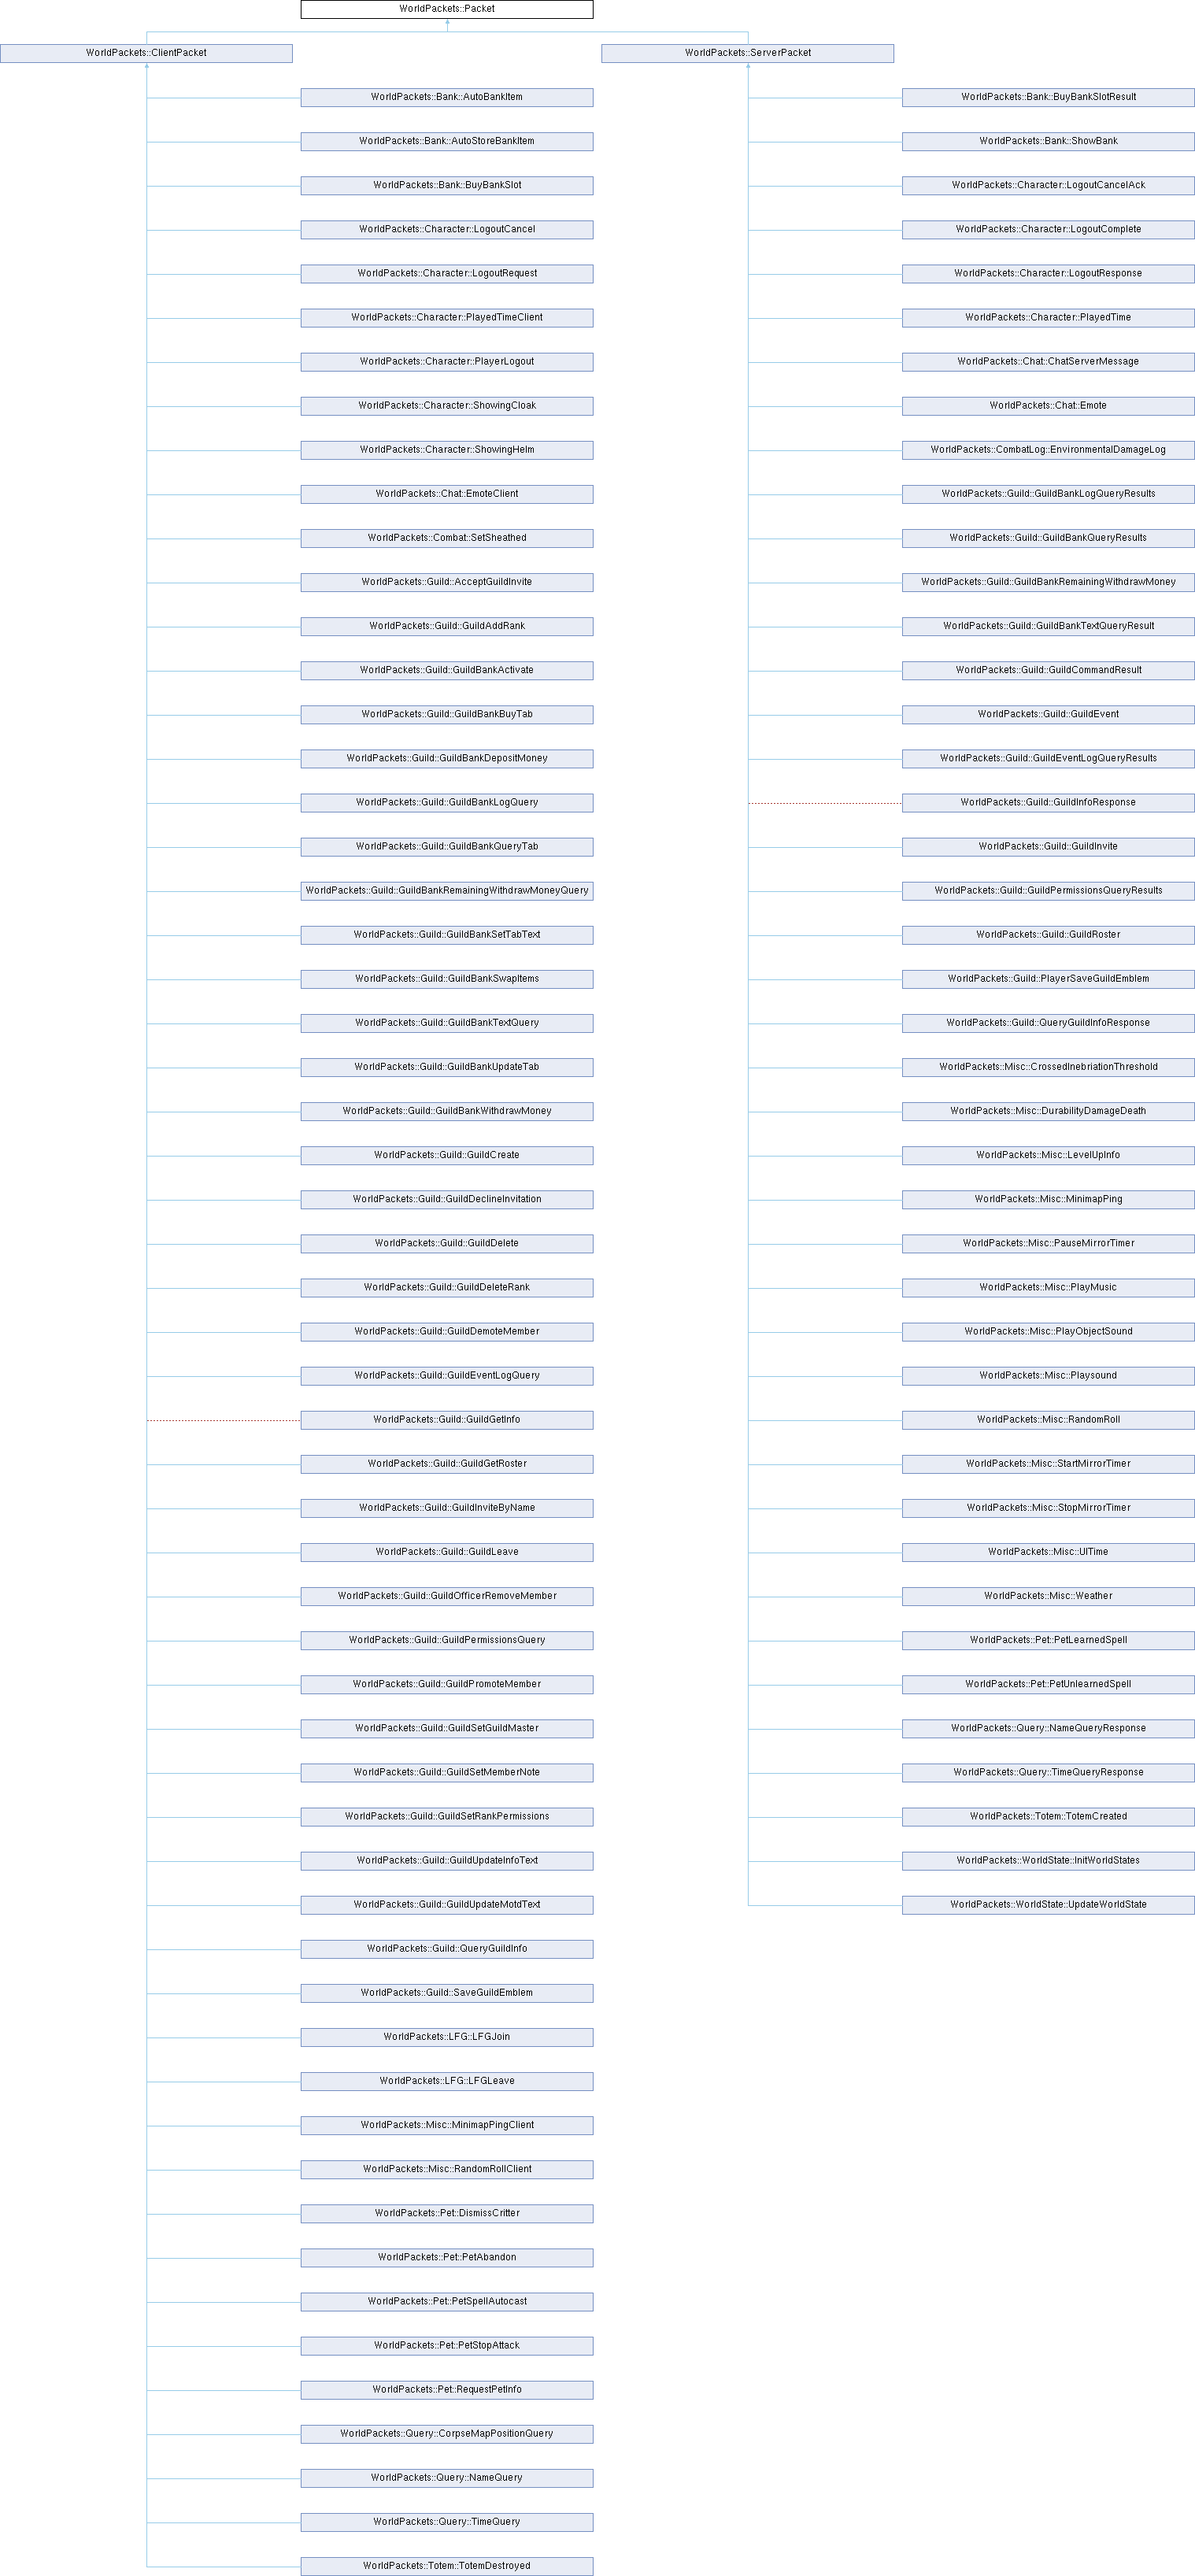 WorldPackets::Packet
WorldPackets::ClientPacket
WorldPackets::ServerPacket
WorldPackets::Bank::AutoBankItem
WorldPackets::Bank::BuyBankSlotResult
WorldPackets::Bank::AutoStoreBankItem
WorldPackets::Bank::ShowBank
WorldPackets::Bank::BuyBankSlot
WorldPackets::Character::LogoutCancelAck
WorldPackets::Character::LogoutCancel
WorldPackets::Character::LogoutComplete
WorldPackets::Character::LogoutRequest
WorldPackets::Character::LogoutResponse
WorldPackets::Character::PlayedTimeClient
WorldPackets::Character::PlayedTime
WorldPackets::Character::PlayerLogout
WorldPackets::Chat::ChatServerMessage
WorldPackets::Character::ShowingCloak
WorldPackets::Chat::Emote
WorldPackets::Character::ShowingHelm
WorldPackets::CombatLog::EnvironmentalDamageLog
WorldPackets::Chat::EmoteClient
WorldPackets::Guild::GuildBankLogQueryResults
WorldPackets::Combat::SetSheathed
WorldPackets::Guild::GuildBankQueryResults
WorldPackets::Guild::AcceptGuildInvite
WorldPackets::Guild::GuildBankRemainingWithdrawMoney
WorldPackets::Guild::GuildAddRank
WorldPackets::Guild::GuildBankTextQueryResult
WorldPackets::Guild::GuildBankActivate
WorldPackets::Guild::GuildCommandResult
WorldPackets::Guild::GuildBankBuyTab
WorldPackets::Guild::GuildEvent
WorldPackets::Guild::GuildBankDepositMoney
WorldPackets::Guild::GuildEventLogQueryResults
WorldPackets::Guild::GuildBankLogQuery
WorldPackets::Guild::GuildInfoResponse
WorldPackets::Guild::GuildBankQueryTab
WorldPackets::Guild::GuildInvite
WorldPackets::Guild::GuildBankRemainingWithdrawMoneyQuery
WorldPackets::Guild::GuildPermissionsQueryResults
WorldPackets::Guild::GuildBankSetTabText
WorldPackets::Guild::GuildRoster
WorldPackets::Guild::GuildBankSwapItems
WorldPackets::Guild::PlayerSaveGuildEmblem
WorldPackets::Guild::GuildBankTextQuery
WorldPackets::Guild::QueryGuildInfoResponse
WorldPackets::Guild::GuildBankUpdateTab
WorldPackets::Misc::CrossedInebriationThreshold
WorldPackets::Guild::GuildBankWithdrawMoney
WorldPackets::Misc::DurabilityDamageDeath
WorldPackets::Guild::GuildCreate
WorldPackets::Misc::LevelUpInfo
WorldPackets::Guild::GuildDeclineInvitation
WorldPackets::Misc::MinimapPing
WorldPackets::Guild::GuildDelete
WorldPackets::Misc::PauseMirrorTimer
WorldPackets::Guild::GuildDeleteRank
WorldPackets::Misc::PlayMusic
WorldPackets::Guild::GuildDemoteMember
WorldPackets::Misc::PlayObjectSound
WorldPackets::Guild::GuildEventLogQuery
WorldPackets::Misc::Playsound
WorldPackets::Guild::GuildGetInfo
WorldPackets::Misc::RandomRoll
WorldPackets::Guild::GuildGetRoster
WorldPackets::Misc::StartMirrorTimer
WorldPackets::Guild::GuildInviteByName
WorldPackets::Misc::StopMirrorTimer
WorldPackets::Guild::GuildLeave
WorldPackets::Misc::UITime
WorldPackets::Guild::GuildOfficerRemoveMember
WorldPackets::Misc::Weather
WorldPackets::Guild::GuildPermissionsQuery
WorldPackets::Pet::PetLearnedSpell
WorldPackets::Guild::GuildPromoteMember
WorldPackets::Pet::PetUnlearnedSpell
WorldPackets::Guild::GuildSetGuildMaster
WorldPackets::Query::NameQueryResponse
WorldPackets::Guild::GuildSetMemberNote
WorldPackets::Query::TimeQueryResponse
WorldPackets::Guild::GuildSetRankPermissions
WorldPackets::Totem::TotemCreated
WorldPackets::Guild::GuildUpdateInfoText
WorldPackets::WorldState::InitWorldStates
WorldPackets::Guild::GuildUpdateMotdText
WorldPackets::WorldState::UpdateWorldState
WorldPackets::Guild::QueryGuildInfo
WorldPackets::Guild::SaveGuildEmblem
WorldPackets::LFG::LFGJoin
WorldPackets::LFG::LFGLeave
WorldPackets::Misc::MinimapPingClient
WorldPackets::Misc::RandomRollClient
WorldPackets::Pet::DismissCritter
WorldPackets::Pet::PetAbandon
WorldPackets::Pet::PetSpellAutocast
WorldPackets::Pet::PetStopAttack
WorldPackets::Pet::RequestPetInfo
WorldPackets::Query::CorpseMapPositionQuery
WorldPackets::Query::NameQuery
WorldPackets::Query::TimeQuery
WorldPackets::Totem::TotemDestroyed